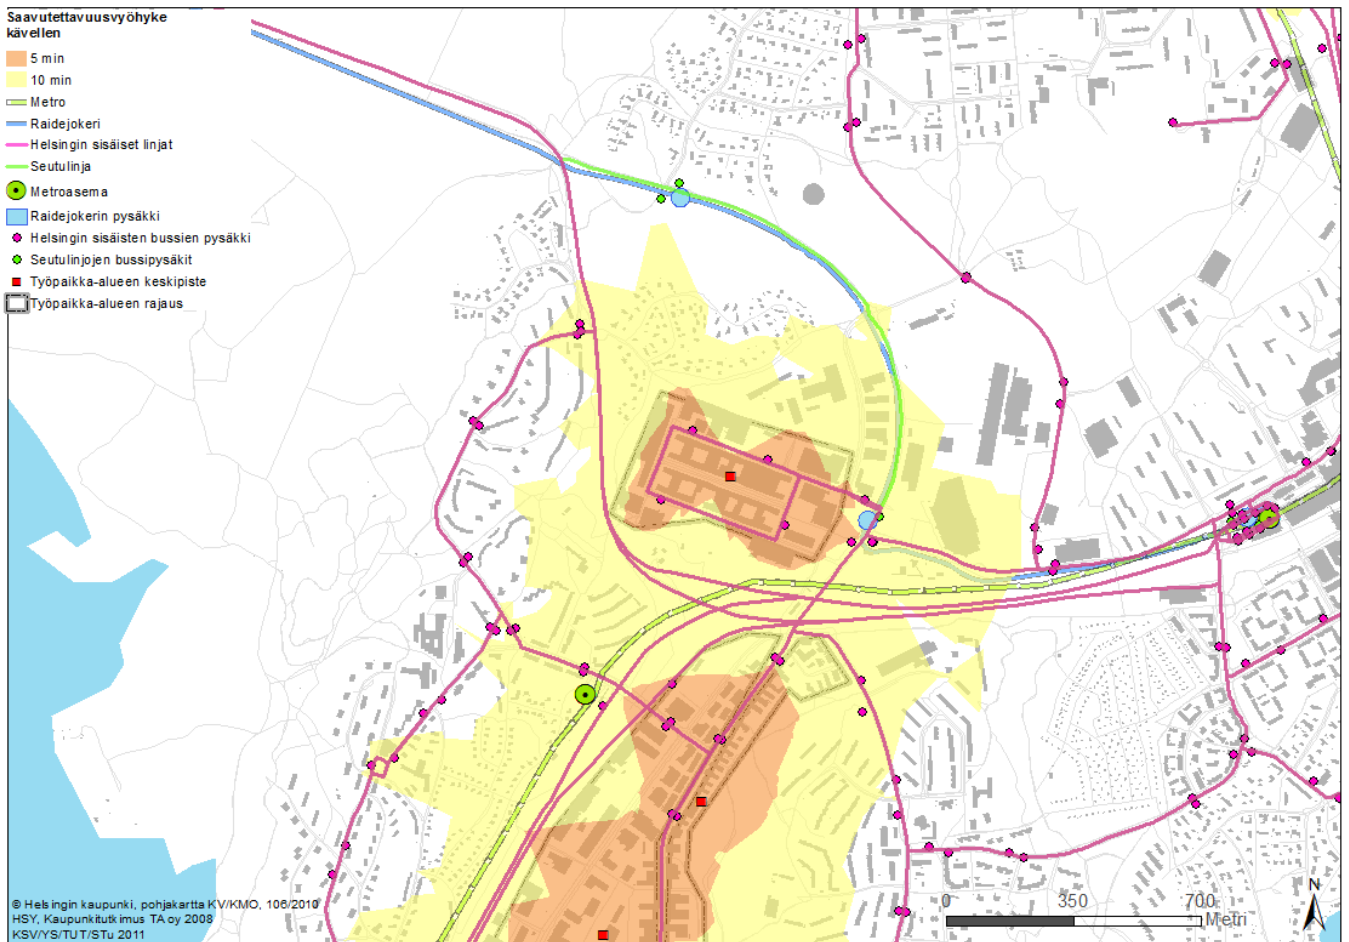 Saavutettavuusvyöhyke
kävellen
5 min
10 min
Metro
Raidejokeri
Helsingin sisäiset linjat
Seutulinja
Metroasema
Raidejokerin pysäkki
Helsingin sisäisten bussien pysäkki
Seutulinjojen bussipysäkit
Työpaikka-alueen keskipiste
Työpaikka-alueen rajaus
© Helsingin kaupunki, pohjakartta KV/KMO, 106/2010
HSY, Kaupunkitutkimus TA oy 2008
KSV/YS/TUT/STu 2011
0 350 700
Metri
N